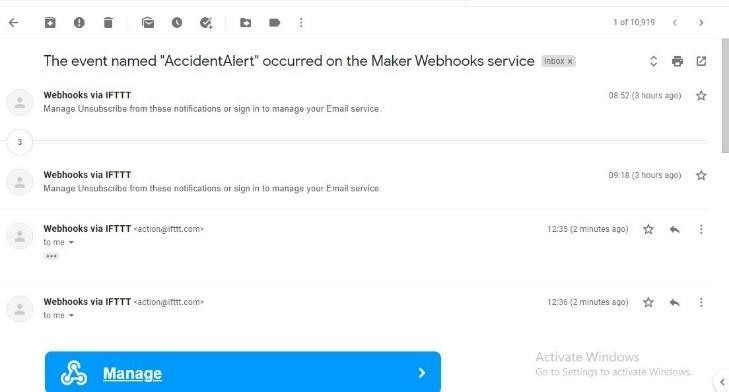 1 of 10,919
The event named "AccidentAlert" occurred on the Maker Webhooks service Inbox x
Webhooks via IFTTT 08:52 (3 hours ago)
Manage Unsubscribe from these notifications or sign in to manage your Email service.
3
Webhooks via IFTTT 09:18 (3 hours ago)
Manage Unsubscribe from these notifications or sign in to manage your Email service.
Webhooks via IFTTT <action@ifttt.com> 12:35 (2 minutes ago)
to me
Webhooks via IFTTT <action@ifttt.com> 12:36 (2 minutes ago)
to me
Manage
Activate Windows
Go to Settings to activate Windows.